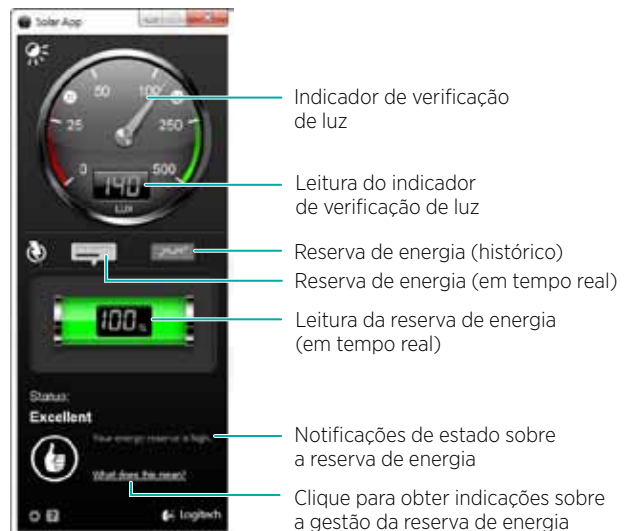 Solar App
50
100
25
250
0
500
140
LUX
Indicador de verificação
de luz
Leitura do indicador
de verificação de luz
Reserva de energia (histórico)
Reserva de energia (em tempo real)
100 %
Leitura da reserva de energia
(em tempo real)
Status:
Excellent
Your energy reserve is high.
What does this mean?
Logitech
Notificações de estado sobre
a reserva de energia
Clique para obter indicações sobre
a gestão da reserva de energia